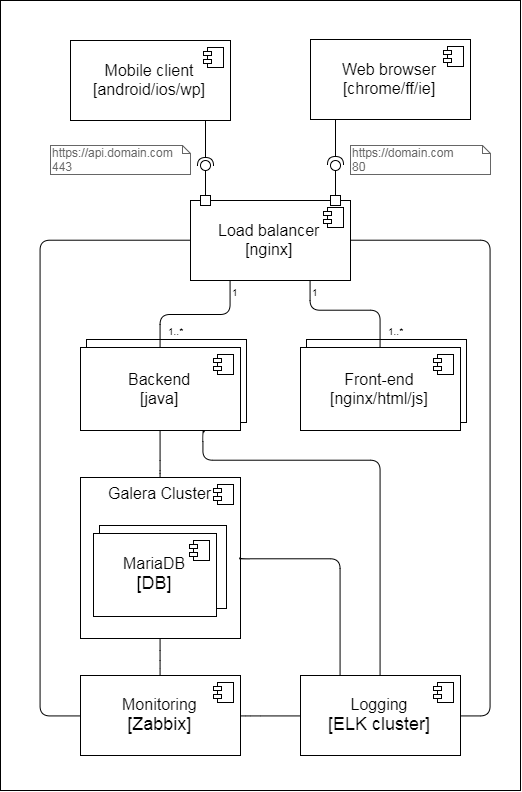 Mobile client
[android/ios/wp]
Web browser
[chrome/ff/ie]
https://api.domain.com
443
https://domain.com
80
Load balancer
[nginx]
1
1
1..*
1..*
Backend
[java]
Front-end
[nginx/html/js]
Galera Cluster
MariaDB
[DB]
Monitoring
[Zabbix]
Logging
[ELK cluster]